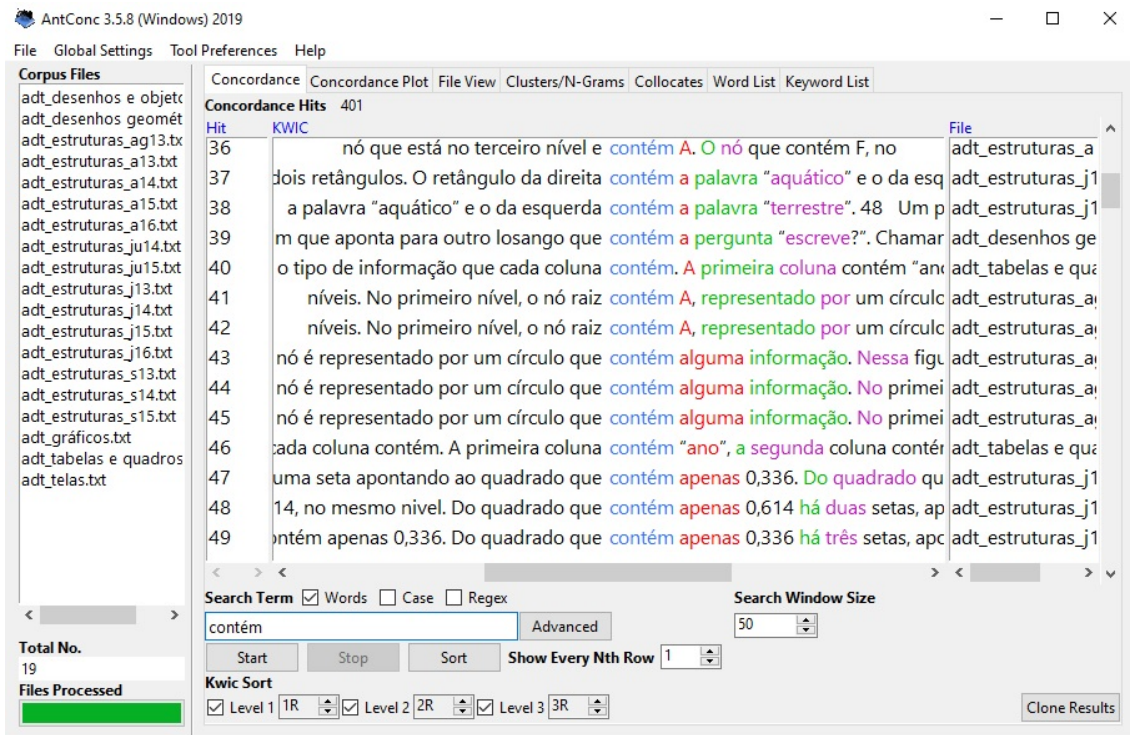 AntConc 3.5.8 (Windows) 2019
File Global Settings Tool Preferences Help
Corpus Files
adt_desenhos e objeto
adt_desenhos geomét
adt_estruturas_ag13.tx
adt_estruturas_a13.txt
adt_estruturas_a14.txt
adt_estruturas_a15.txt
adt_estruturas_a16.txt
adt_estruturas_ju14.txt
adt_estruturas_ju15.txt
adt_estruturas_j13.txt
adt_estruturas_j14.txt
adt_estruturas_j15.txt
adt_estruturas_j16.txt
adt_estruturas_s13.txt
adt_estruturas_s14.txt
adt_estruturas_s15.txt
adt_gráficos.txt
adt_tabelas e quadros
adt_telas.txt
Total No.
19
Files Processed
Concordance Concordance Plot File View Clusters/N-Grams Collocates Word List Keyword List
Concordance Hits 401
Hit KWIC File
36 nó que está no terceiro nível e contém A. O nó que contém F, no adt_estruturas_a
37 dois retângulos. O retângulo da direita contém a palavra “aquático” e o da esq adt_estruturas_j1
38 a palavra “aquático” e o da esquerda contém a palavra “terrestre”. 48 Um p adt_estruturas_j1
39 m que aponta para outro losango que contém a pergunta “escreve?”. Chamar adt_desenhos ge
40 o tipo de informação que cada coluna contém. A primeira coluna contém “ano adt_tabelas e qua
41 níveis. No primeiro nível, o nó raiz contém A, representado por um círculo adt_estruturas_ag
42 níveis. No primeiro nível, o nó raiz contém A, representado por um círculo adt_estruturas_ag
43 nó é representado por um círculo que contém alguma informação. Nessa figu adt_estruturas_ag
44 nó é representado por um círculo que contém alguma informação. No primei adt_estruturas_ag
45 nó é representado por um círculo que contém alguma informação. No primei adt_estruturas_ag
46 cada coluna contém. A primeira coluna contém “ano”, a segunda coluna contér adt_tabelas e qua
47 uma seta apontando ao quadrado que contém apenas 0,336. Do quadrado qu adt_estruturas_j1
48 14, no mesmo nivel. Do quadrado que contém apenas 0,614 há duas setas, ap adt_estruturas_j1
49 ontém apenas 0,336. Do quadrado que contém apenas 0,336 há três setas, apo adt_estruturas_j1
Search Term Words Case Regex Search Window Size
contém Advanced 50
Start Stop Sort Show Every Nth Row 1
Kwic Sort
Level 1 1R Level 2 2R Level 3 3R Clone Results